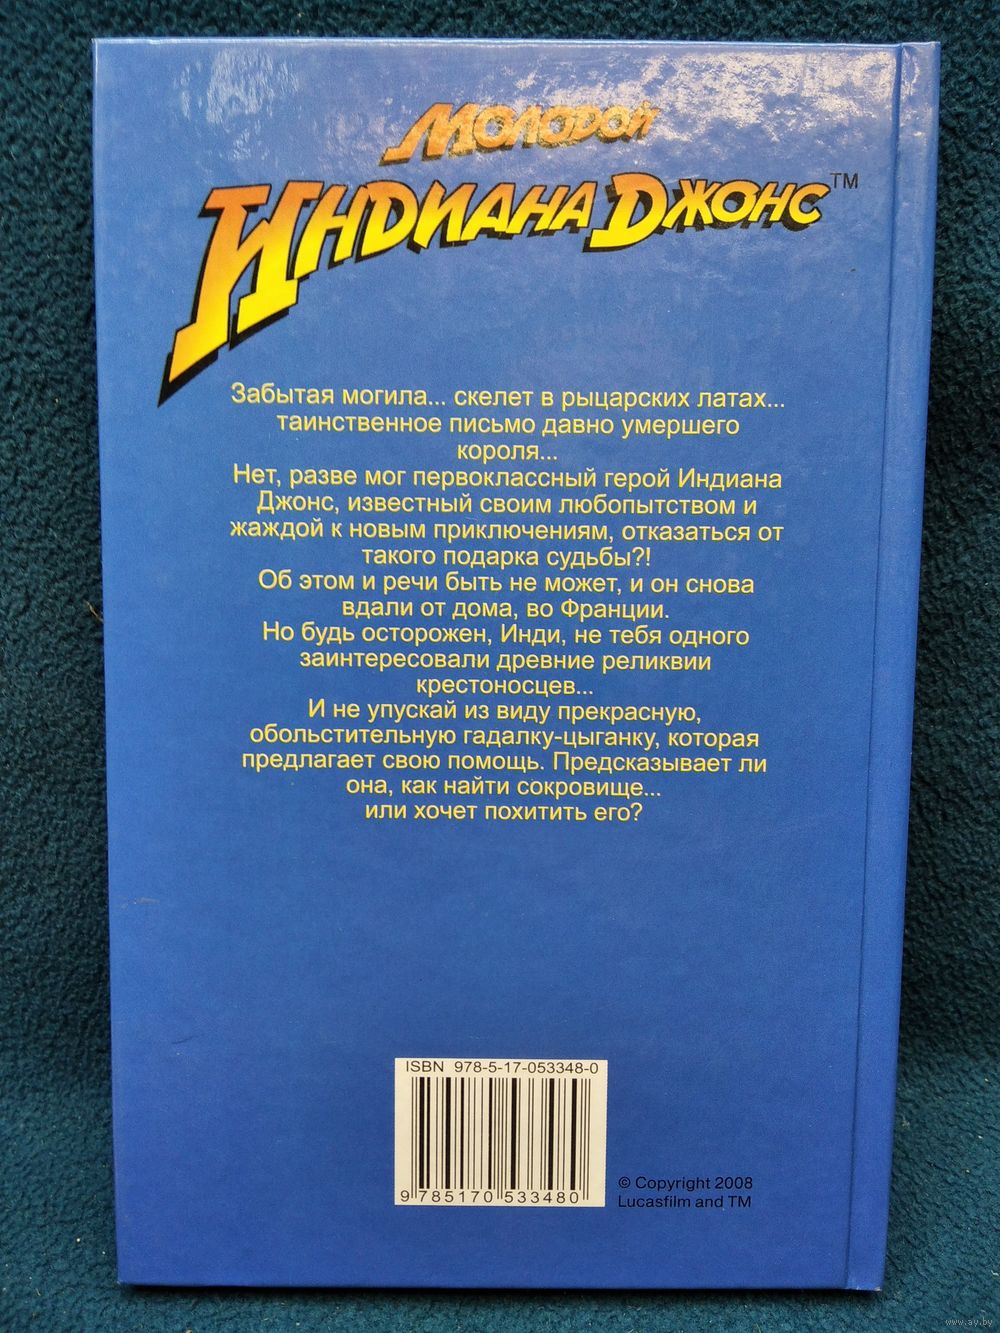 Молодой
Индиана Джонс™
Забытая могила... скелет в рыцарских латах...
таинственное письмо давно умершего
короля...
Нет, разве мог первоклассный герой Индиана
Джонс, известный своим любопытством и
жаждой к новым приключениям, отказаться от
такого подарка судьбы?!
Об этом и речи быть не может, и он снова
вдали от дома, во Франции.
Но будь осторожен, Инди, не тебя одного
заинтересовали древние реликвии
крестоносцев...
И не упускай из виду прекрасную,
обольстительную гадалку-цыганку, которая
предлагает свою помощь. Предсказывает ли
она, как найти сокровище...
или хочет похитить его?
ISBN 978-5-17-053348-0
9 785170 533480
© Copyright 2008
Lucasfilm and TM
www.ay.by